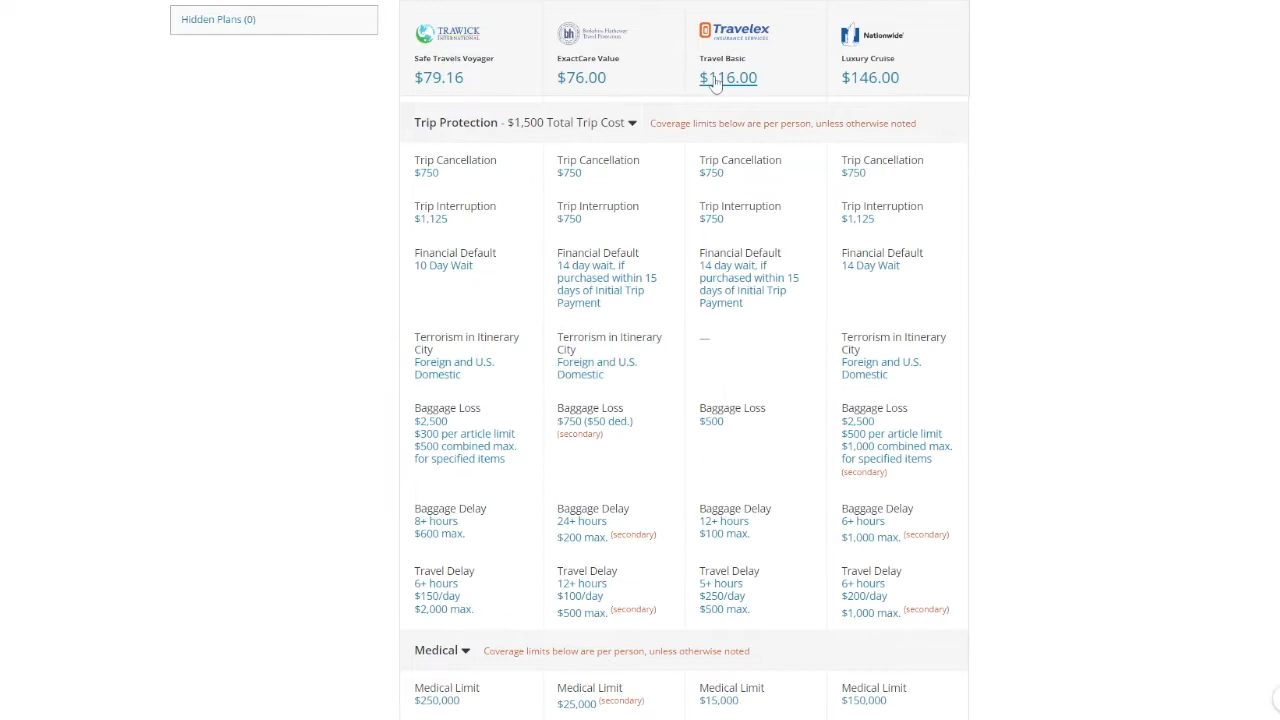 Hidden Plans (0)
TRAWICK
INTERNATIONAL
bh Berkshire Hathaway
Travel Protection
Travelex
INSURANCE SERVICES
Nationwide®
Safe Travels Voyager
ExactCare Value
Travel Basic
Luxury Cruise
$79.16
$76.00
$116.00
$146.00
Trip Protection - $1,500 Total Trip Cost
Coverage limits below are per person, unless otherwise noted
Trip Cancellation
$750
Trip Cancellation
$750
Trip Cancellation
$750
Trip Cancellation
$750
Trip Interruption
$1,125
Trip Interruption
$750
Trip Interruption
$750
Trip Interruption
$1,125
Financial Default
10 Day Wait
Financial Default
14 day wait, if
purchased within 15
days of Initial Trip
Payment
Financial Default
14 day wait, if
purchased within 15
days of Initial Trip
Payment
Financial Default
14 Day Wait
Terrorism in Itinerary
City
Foreign and U.S.
Domestic
Terrorism in Itinerary
City
Foreign and U.S.
Domestic
—
Terrorism in Itinerary
City
Foreign and U.S.
Domestic
Baggage Loss
$2,500
$300 per article limit
$500 combined max.
for specified items
Baggage Loss
$750 ($50 ded.)
(secondary)
Baggage Loss
$500
Baggage Loss
$2,500
$500 per article limit
$1,000 combined max.
for specified items
(secondary)
Baggage Delay
8+ hours
$600 max.
Baggage Delay
24+ hours
$200 max. (secondary)
Baggage Delay
12+ hours
$100 max.
Baggage Delay
6+ hours
$1,000 max. (secondary)
Travel Delay
6+ hours
$150/day
$2,000 max.
Travel Delay
12+ hours
$100/day
$500 max. (secondary)
Travel Delay
5+ hours
$250/day
$500 max.
Travel Delay
6+ hours
$200/day
$1,000 max. (secondary)
Medical
Coverage limits below are per person, unless otherwise noted
Medical Limit
$250,000
Medical Limit
$25,000 (secondary)
Medical Limit
$15,000
Medical Limit
$150,000